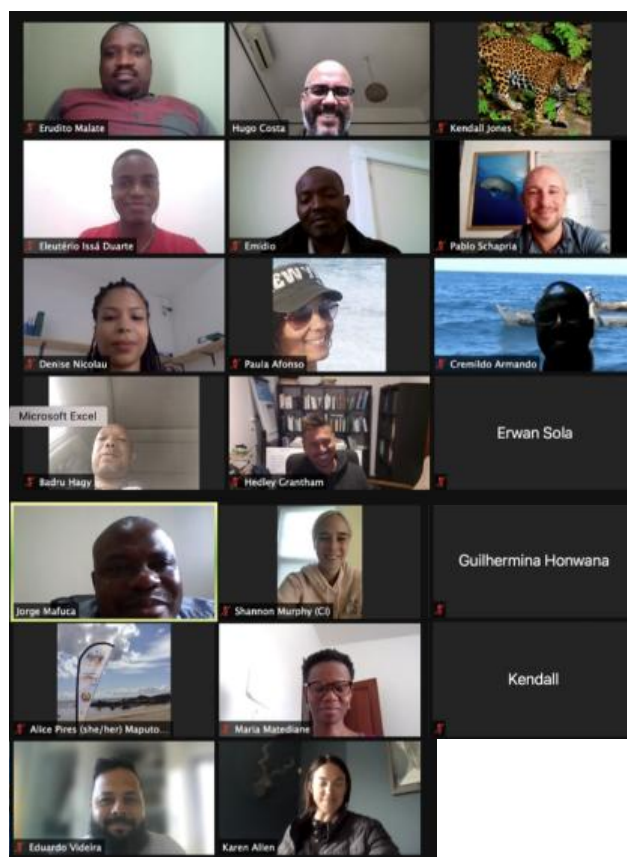 Erudito Malate
Hugo Costa
Kendall Jones
Eleutério Issá Duarte
Emidio
Pablo Schapria
Denise Nicolau
NEW Y
Paula Afonso
Cremildo Armando
Microsoft Excel
Badru Hagy
Hedley Grantham
Erwan Sola
Jorge Mafuca
Shannon Murphy (CI)
Guilhermina Honwana
Alice Pires (she/her) Maputo...
Maria Matediane
Kendall
Eduardo Videira
Karen Allen